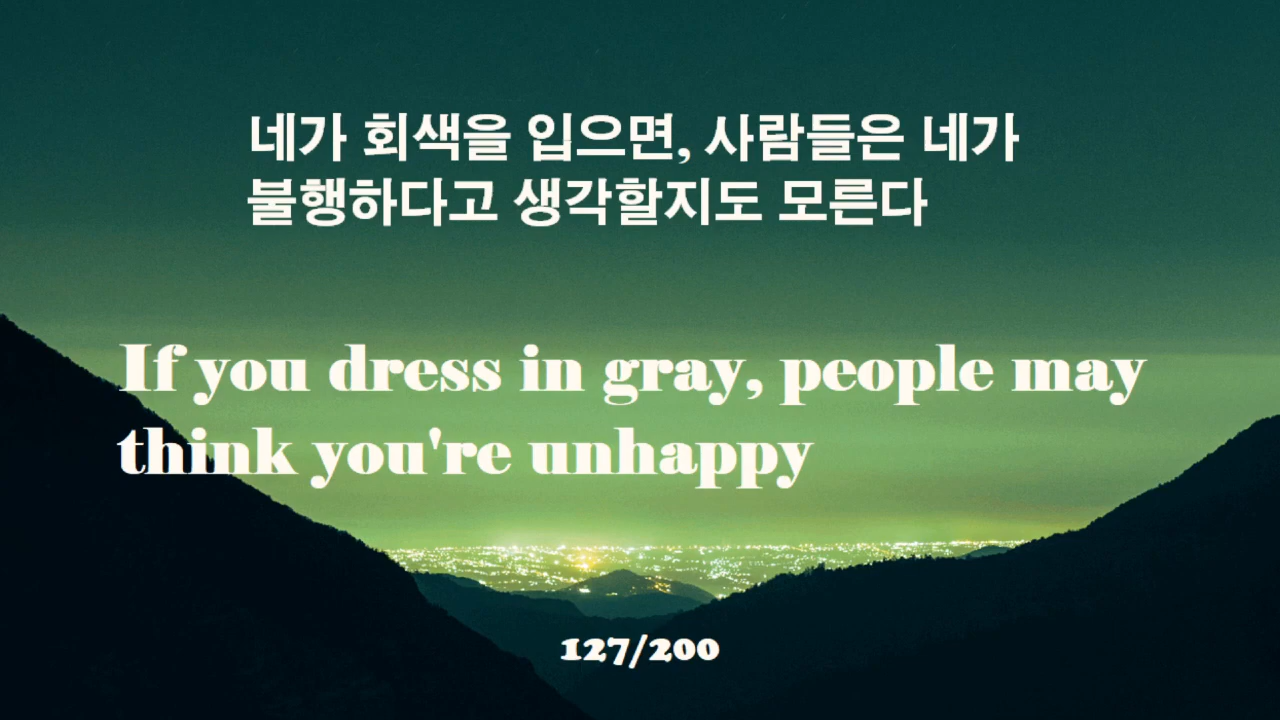 네가 회색을 입으면, 사람들은 네가
불행하다고 생각할지도 모른다
If you dress in gray, people may
think you're unhappy
127/200